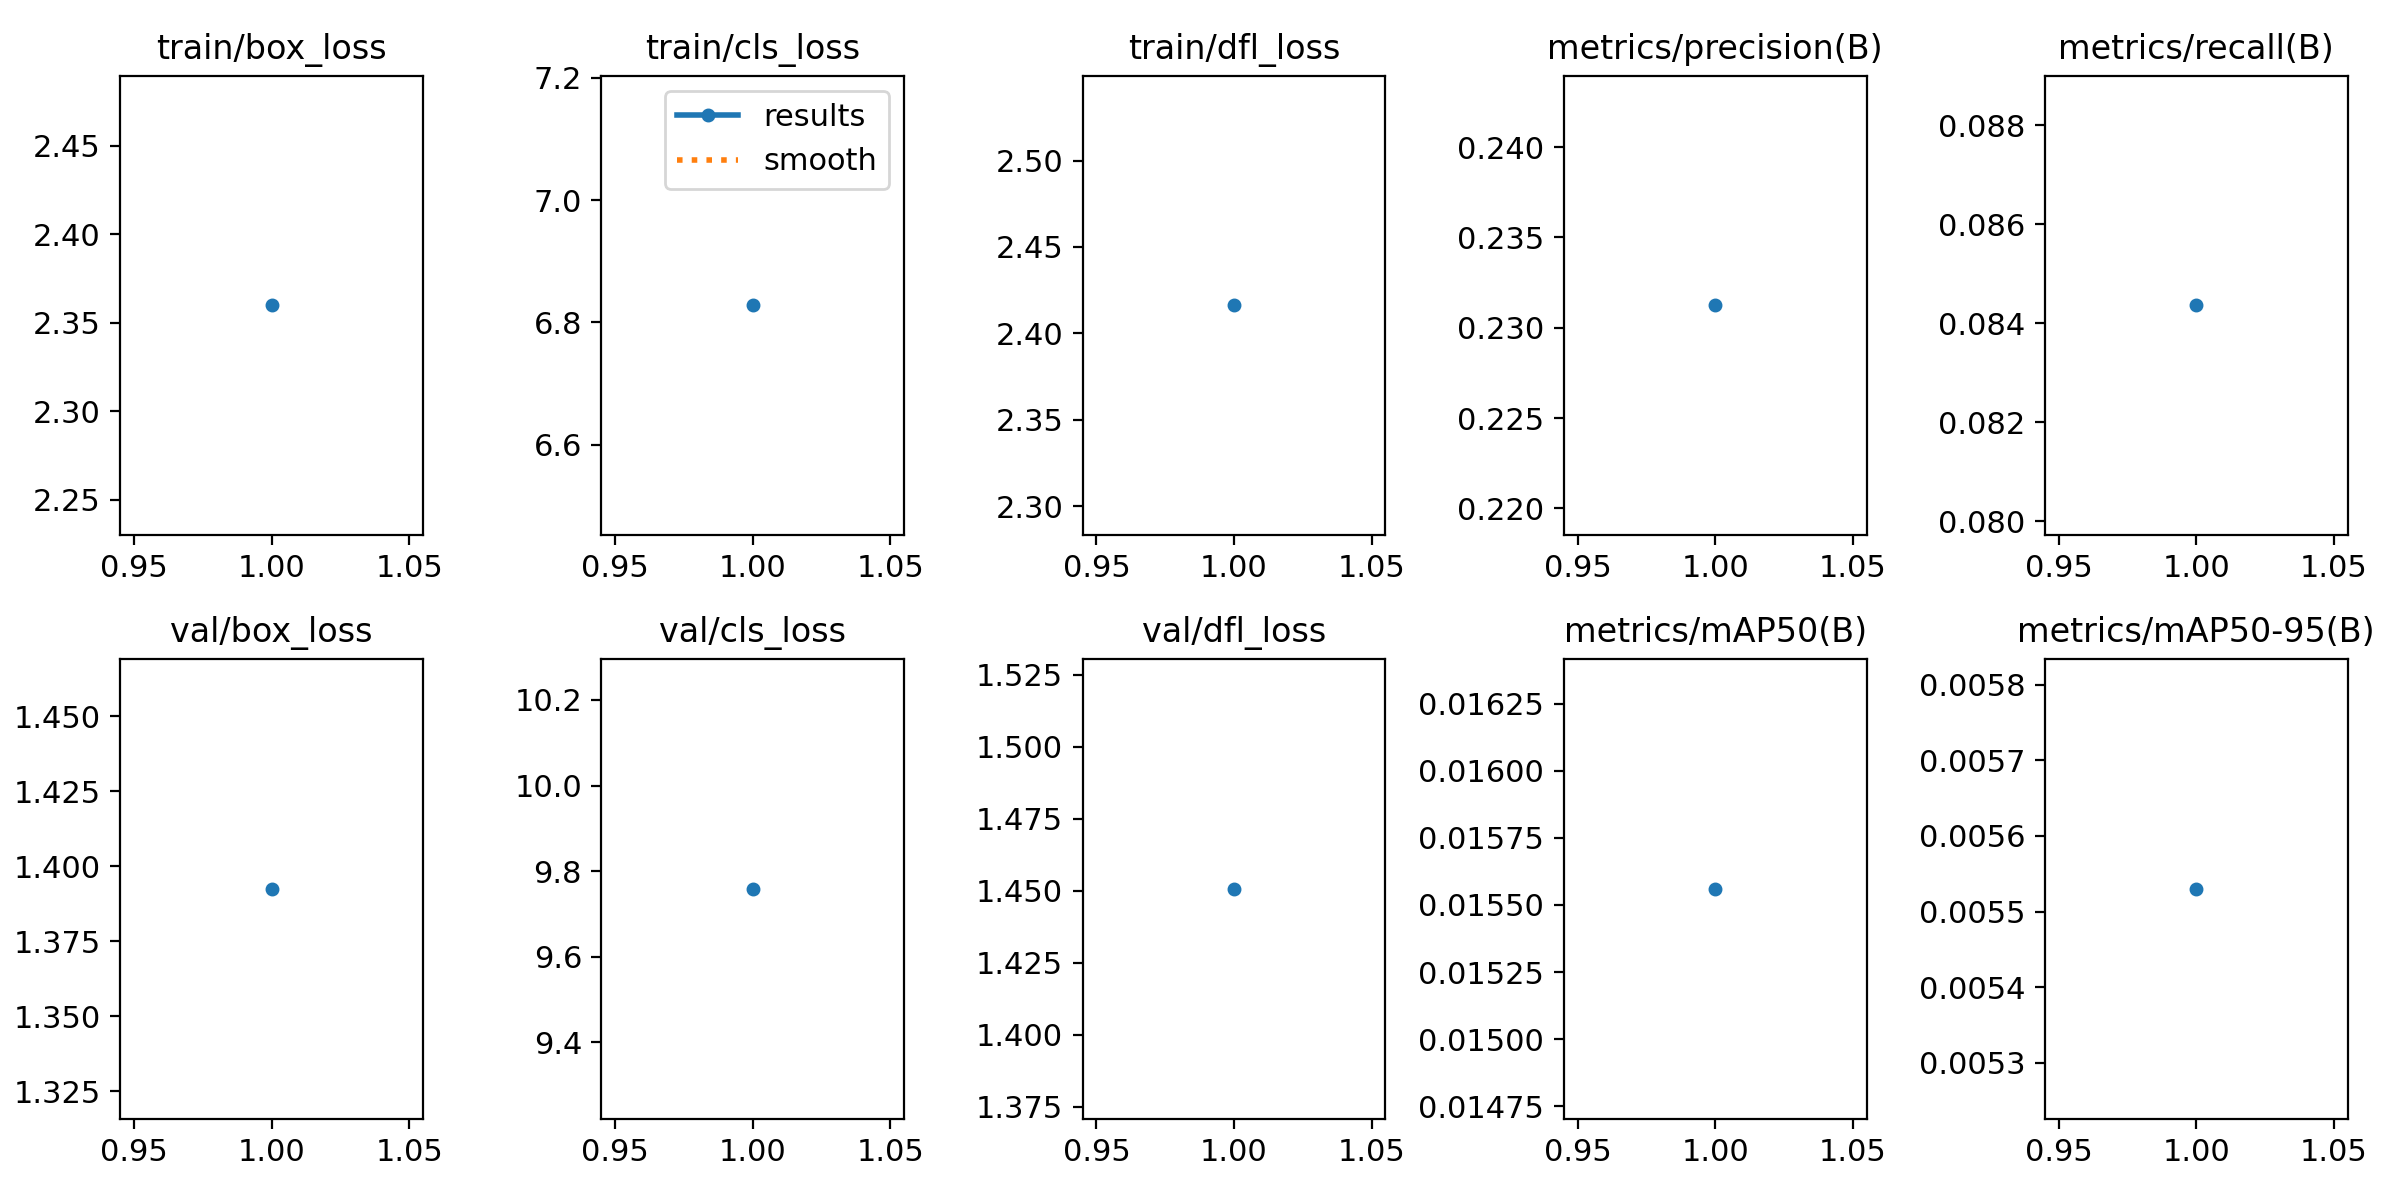 train/box_loss
2.45
2.40
2.35
2.30
2.25
0.95 1.00 1.05
train/cls_loss
7.2
7.0
6.8
6.6
results
smooth
0.95 1.00 1.05
train/dfl_loss
2.50
2.45
2.40
2.35
2.30
0.95 1.00 1.05
metrics/precision(B)
0.240
0.235
0.230
0.225
0.220
0.95 1.00 1.05
metrics/recall(B)
0.088
0.086
0.084
0.082
0.080
0.95 1.00 1.05
val/box_loss
1.450
1.425
1.400
1.375
1.350
1.325
0.95 1.00 1.05
val/cls_loss
10.2
10.0
9.8
9.6
9.4
0.95 1.00 1.05
val/dfl_loss
1.525
1.500
1.475
1.450
1.425
1.400
1.375
0.95 1.00 1.05
metrics/mAP50(B)
0.01625
0.01600
0.01575
0.01550
0.01525
0.01500
0.01475
0.95 1.00 1.05
metrics/mAP50-95(B)
0.0058
0.0057
0.0056
0.0055
0.0054
0.0053
0.95 1.00 1.05